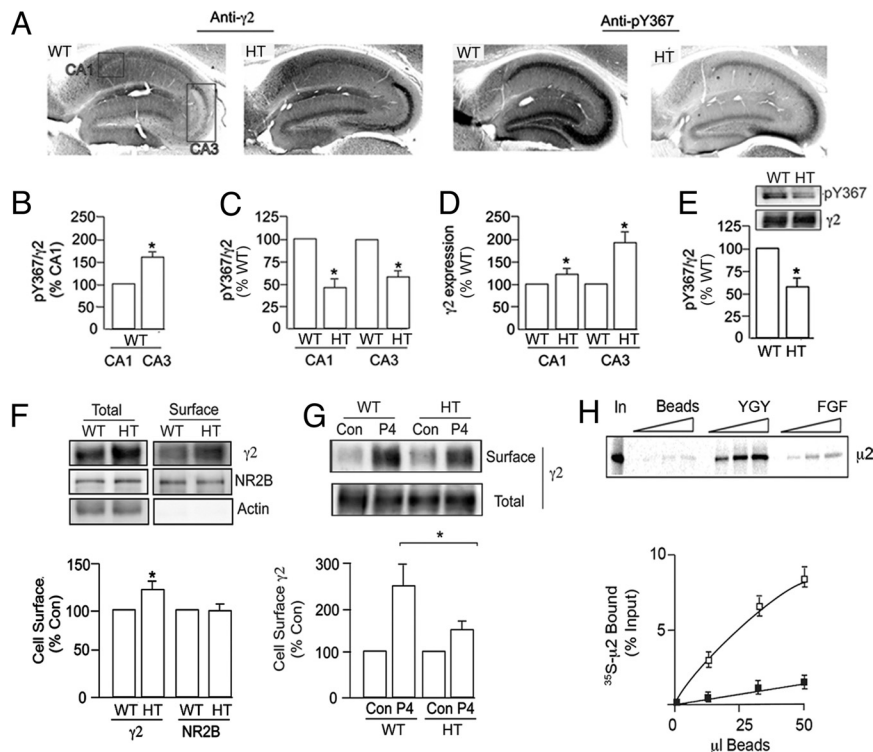 A
Anti-γ2
Anti-pY367
WT
HT
WT
HT
CA1
CA3
B
pY367/γ2
(% CA1)
250
200
150
100
50
0
*
WT
CA1 CA3
C
pY367/γ2
(% WT)
125
100
75
50
25
0
* *
WT HT WT HT
CA1 CA3
D
γ2 expression
(% WT)
250
200
150
100
50
0
* *
WT HT WT HT
CA1 CA3
E
WT HT
pY367
γ2
pY367/γ2
(% WT)
125
100
75
50
25
0
*
WT HT
F
Total Surface
WT HT WT HT
γ2
NR2B
Actin
Cell Surface
(% Con)
150
100
50
0
*
WT HT WT HT
γ2 NR2B
G
WT HT
Con P4 Con P4
Surface
Total
γ2
*
Cell Surface γ2
(% Con)
300
200
100
0
Con P4 Con P4
WT HT
H
In Beads YGY FGF
μ2
³⁵S-μ2 Bound
(% Input)
10
5
0
0 25 50
μl Beads